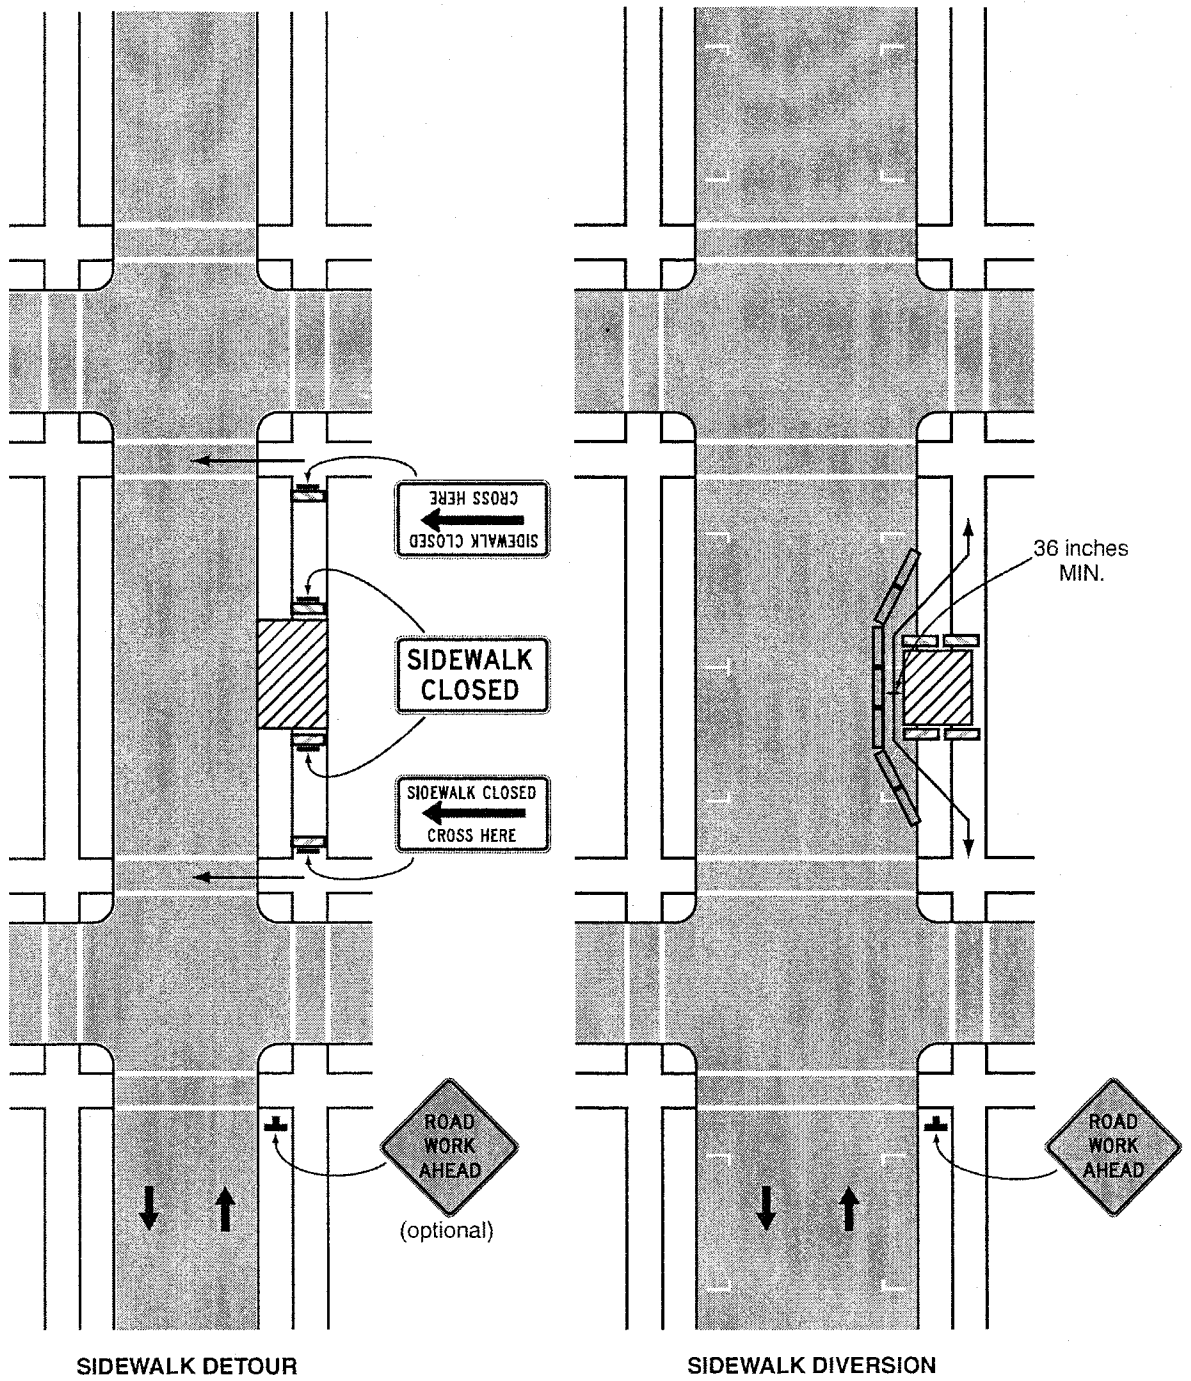 SIDEWALK CLOSED
CROSS HERE
36 inches
MIN.
SIDEWALK
CLOSED
SIDEWALK CLOSED
CROSS HERE
ROAD
WORK
AHEAD
(optional)
ROAD
WORK
AHEAD
SIDEWALK DETOUR
SIDEWALK DIVERSION